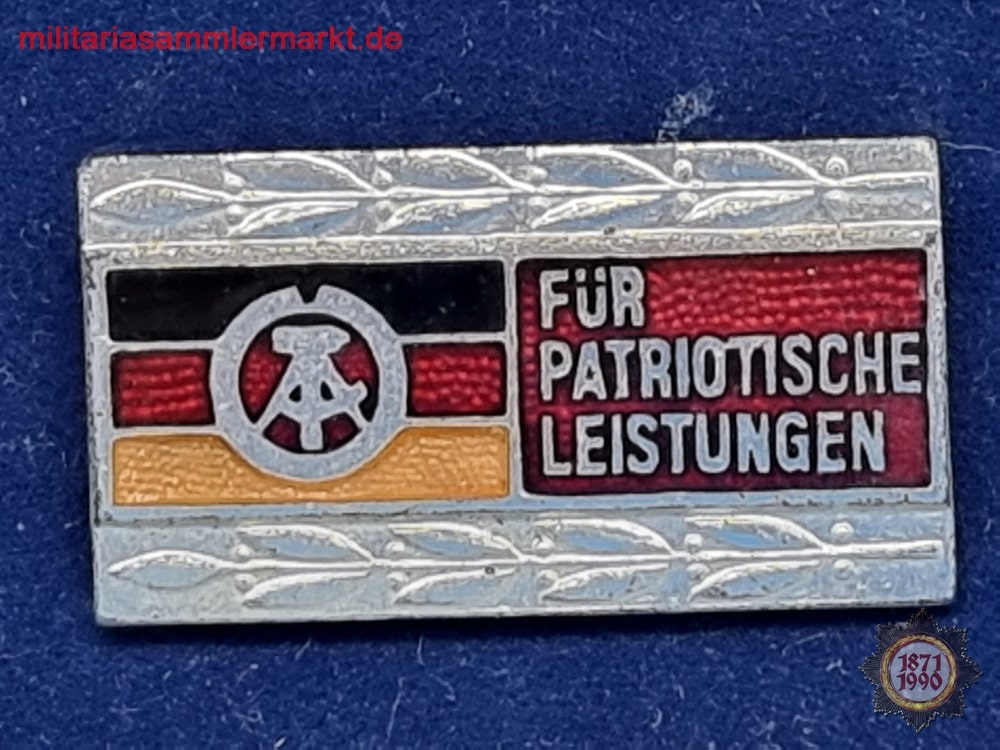 militariasammlermarkt.de
FÜR
PATRIOTISCHE
LEISTUNGEN
1871
1990